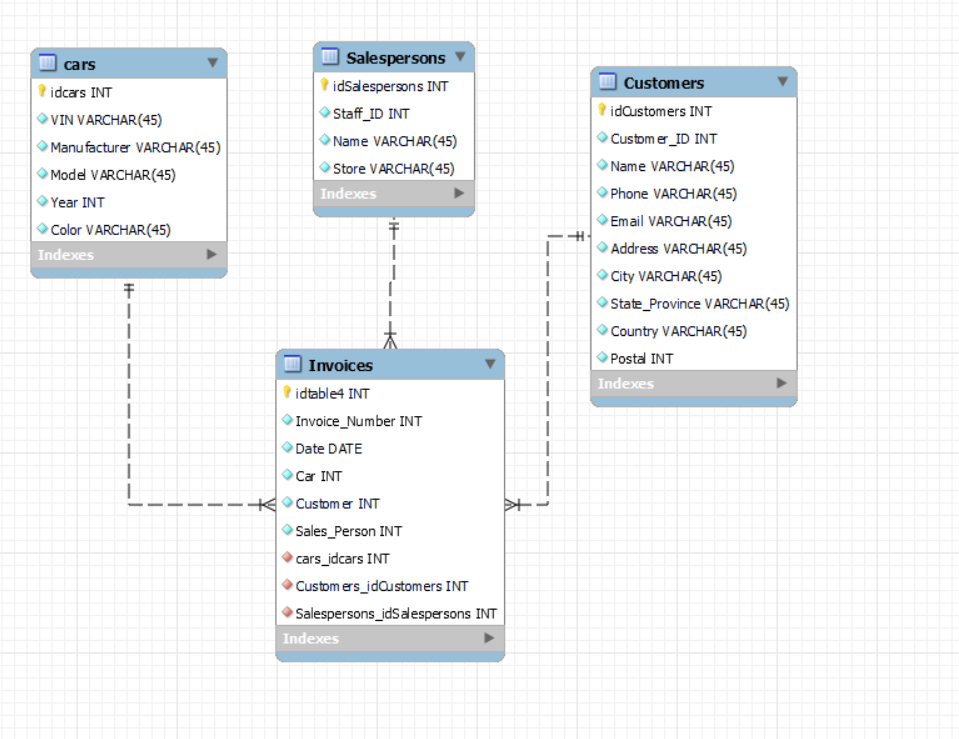 cars
idcars INT
VIN VARCHAR(45)
Manufacturer VARCHAR(45)
Model VARCHAR(45)
Year INT
Color VARCHAR(45)
Indexes
Salespersons
idSalespersons INT
Staff_ID INT
Name VARCHAR(45)
Store VARCHAR(45)
Indexes
Customers
idCustomers INT
Customer_ID INT
Name VARCHAR(45)
Phone VARCHAR(45)
Email VARCHAR(45)
Address VARCHAR(45)
City VARCHAR(45)
State_Province VARCHAR(45)
Country VARCHAR(45)
Postal INT
Indexes
Invoices
idtable4 INT
Invoice_Number INT
Date DATE
Car INT
Customer INT
Sales_Person INT
cars_idcars INT
Customers_idCustomers INT
Salespersons_idSalespersons INT
Indexes